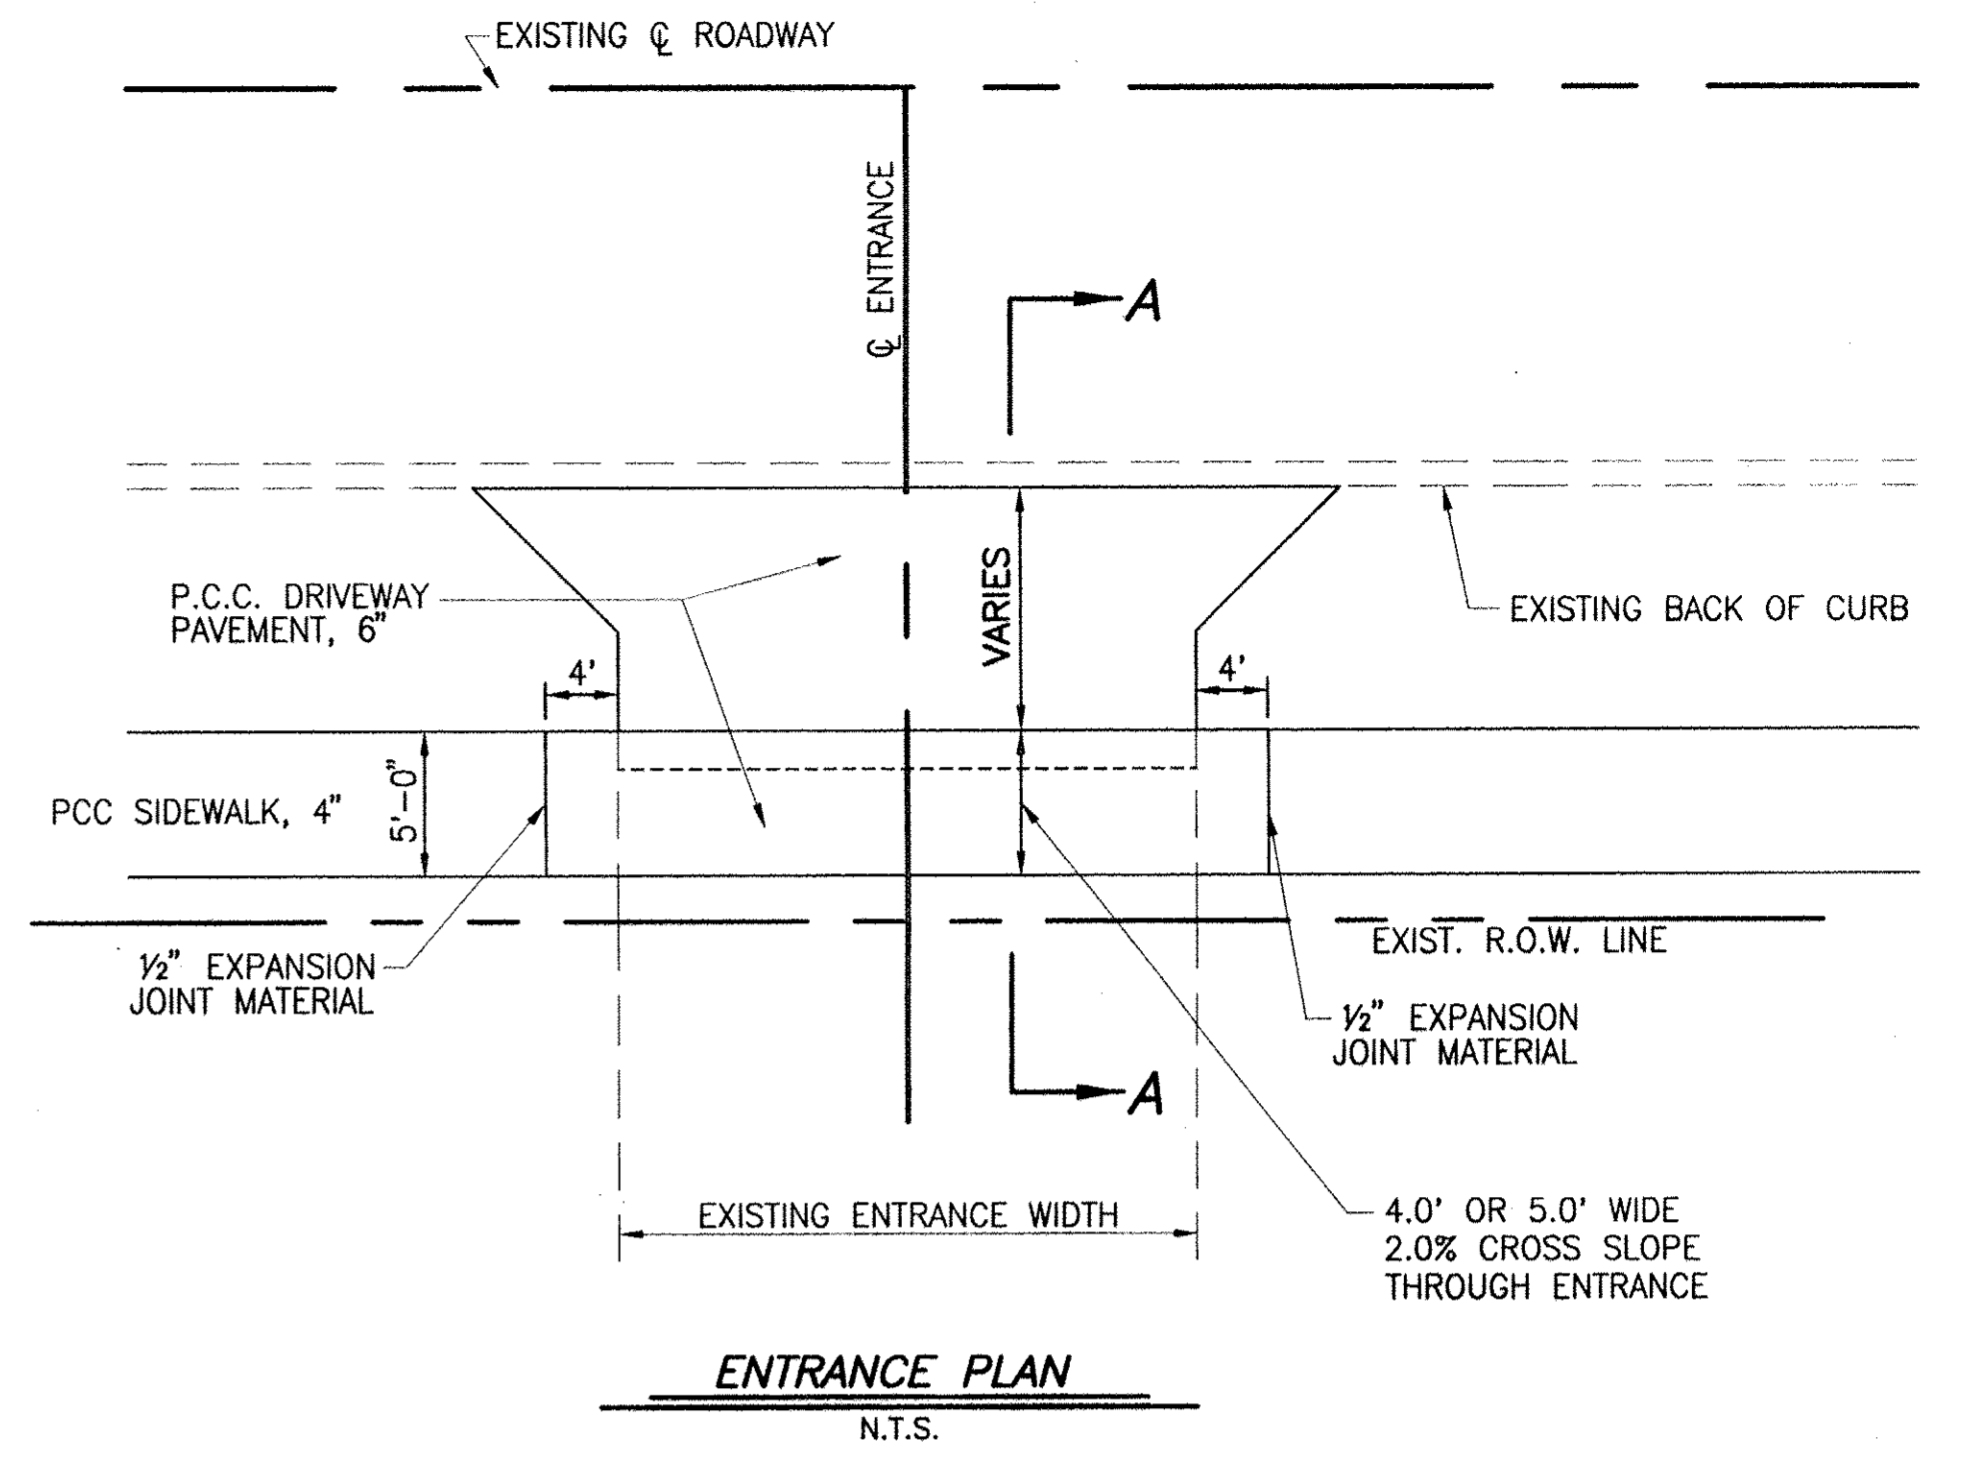 EXISTING ℄ ROADWAY
℄ ENTRANCE
A
VARIES
P.C.C. DRIVEWAY
PAVEMENT, 6"
EXISTING BACK OF CURB
4'
4'
PCC SIDEWALK, 4"
5'-0"
EXIST. R.O.W. LINE
½" EXPANSION
JOINT MATERIAL
½" EXPANSION
JOINT MATERIAL
A
EXISTING ENTRANCE WIDTH
4.0' OR 5.0' WIDE
2.0% CROSS SLOPE
THROUGH ENTRANCE
ENTRANCE PLAN
N.T.S.